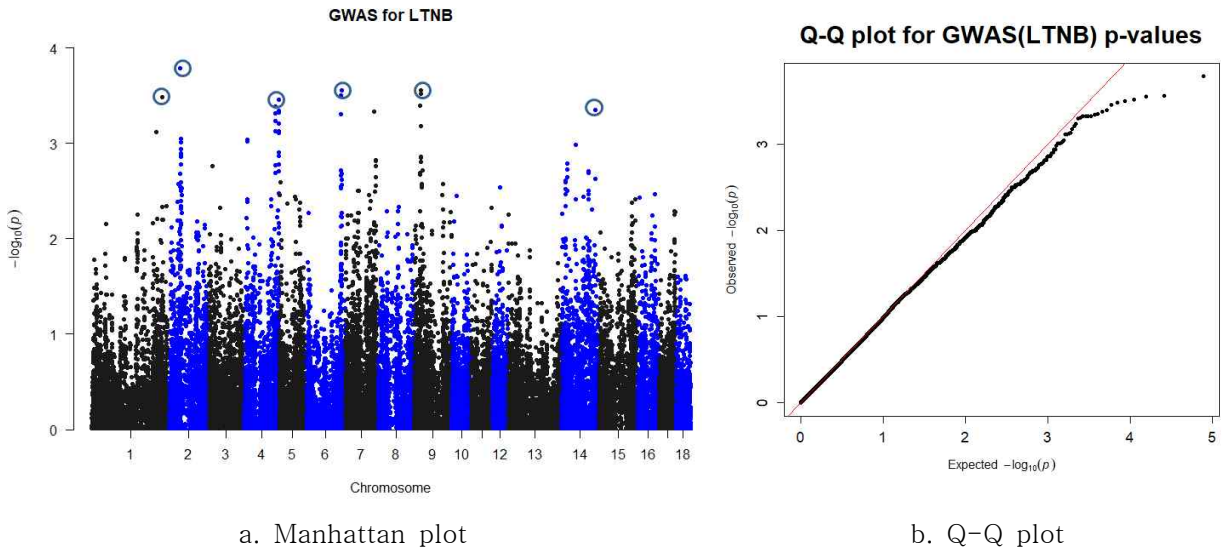 GWAS for LTNB
4
3
2
1
0
−log₁₀(p)
1 2 3 4 5 6 7 8 9 10 12 13 14 15 16 18
Chromosome
a. Manhattan plot
Q-Q plot for GWAS(LTNB) p-values
3
2
1
0
Observed −log₁₀(p)
0 1 2 3 4 5
Expected −log₁₀(p)
b. Q-Q plot